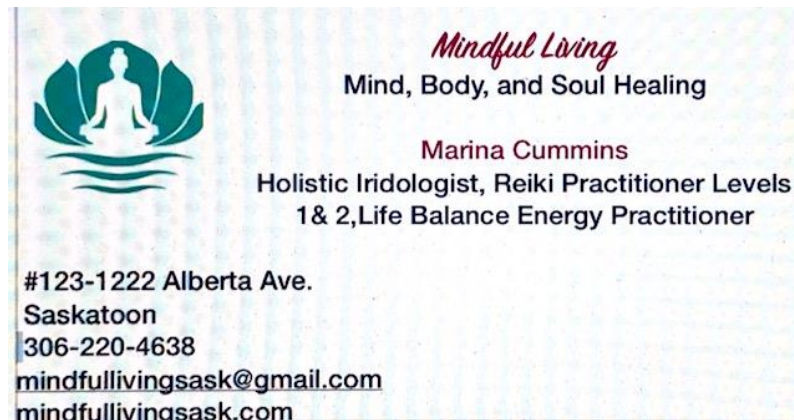 Mindful Living
Mind, Body, and Soul Healing
Marina Cummins
Holistic Iridologist, Reiki Practitioner Levels
1& 2,Life Balance Energy Practitioner
#123-1222 Alberta Ave.
Saskatoon
306-220-4638
mindfullivingsask@gmail.com
mindfullivingsask.com